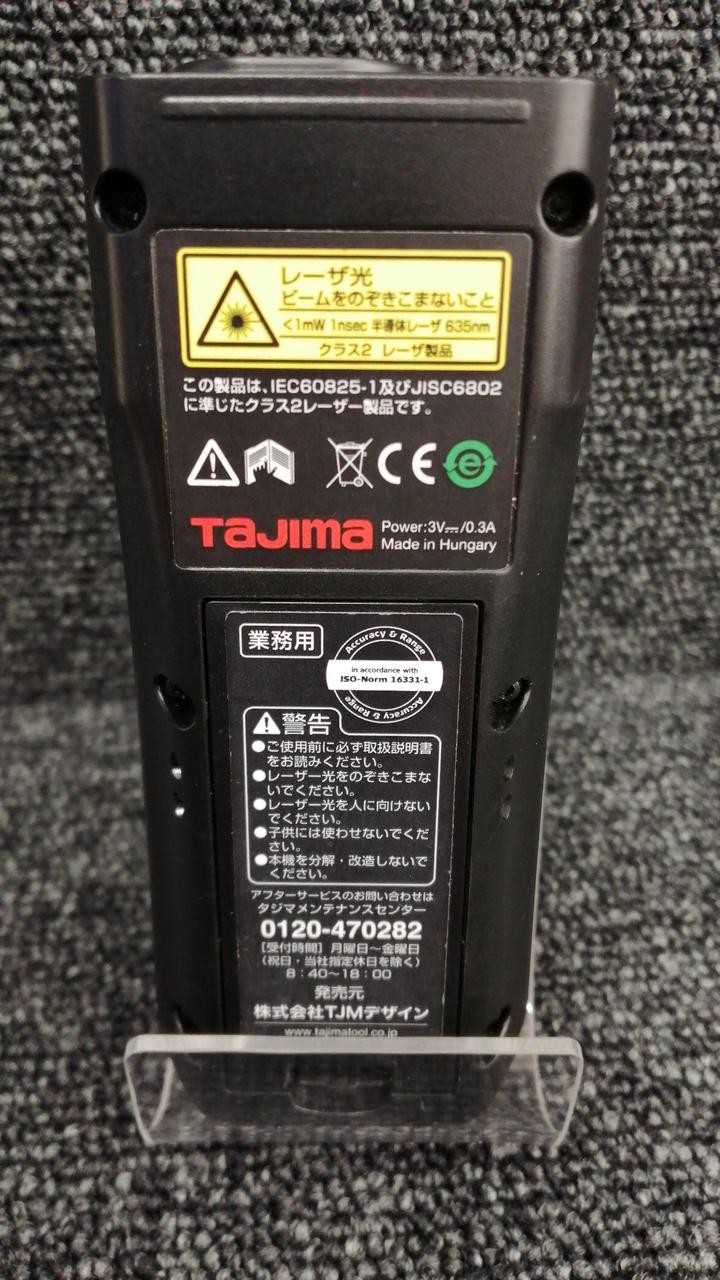 レーザ光
ビームをのぞきこまないこと
<1mW 1nsec 半導体レーザ 635nm
クラス2 レーザ製品
この製品は、IEC60825-1及びJISC6802
に準じたクラス2レーザー製品です。
CE
e
TAJIMA
Power:3V⎓/0.3A
Made in Hungary
業務用
Accuracy & Range
in accordance with
ISO-Norm 16331-1
Accuracy & Range
警告
●ご使用前に必ず取扱説明書
をお読みください。
●レーザー光をのぞきこまな
いでください。
●レーザー光を人に向けない
でください。
●子供には使わせないでくだ
さい。
●本機を分解・改造しないで
ください。
アフターサービスのお問い合わせは
タジマメンテナンスセンター
0120-470282
[受付時間] 月曜日～金曜日
(祝日・当社指定休日を除く)
8:40～18:00
発売元
株式会社TJMデザイン
www.tajimatool.co.jp